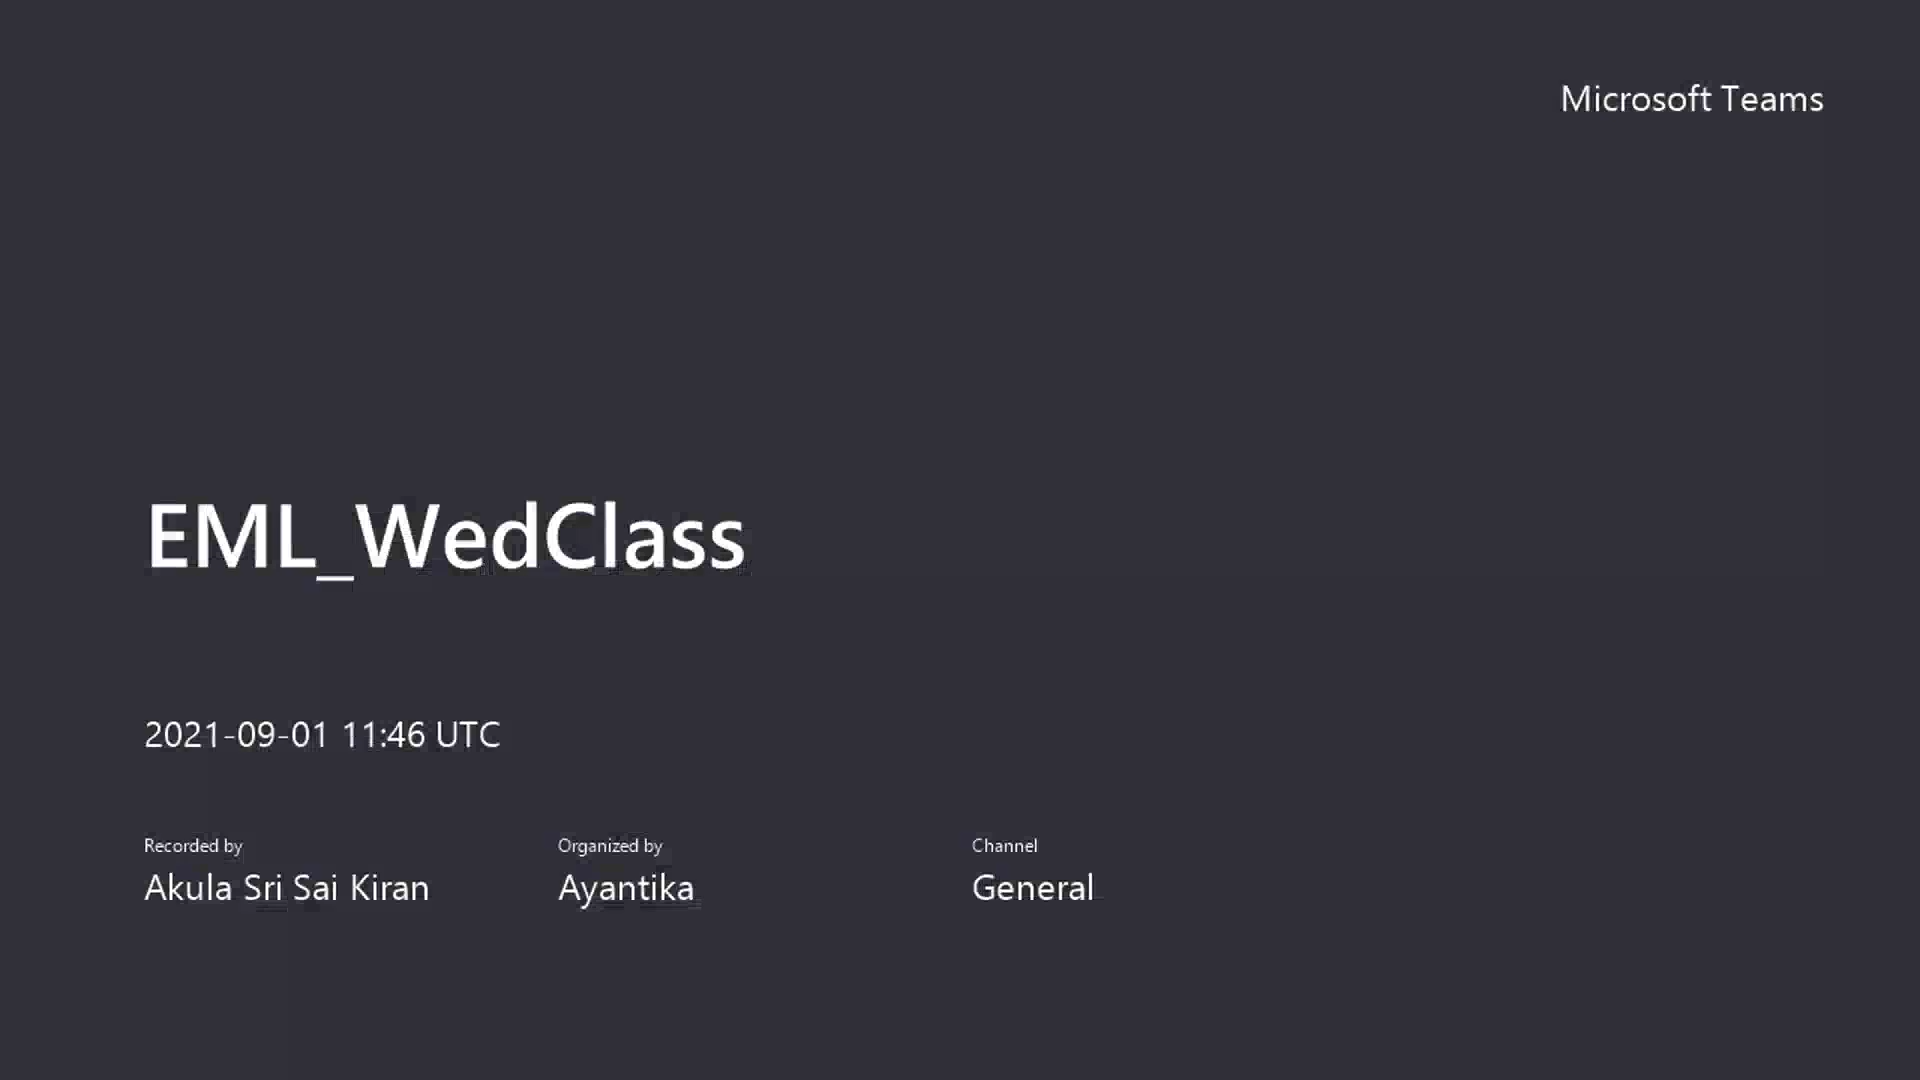 Microsoft Teams
EML_WedClass
2021-09-01 11:46 UTC
Recorded by
Akula Sri Sai Kiran
Organized by
Ayantika
Channel
General